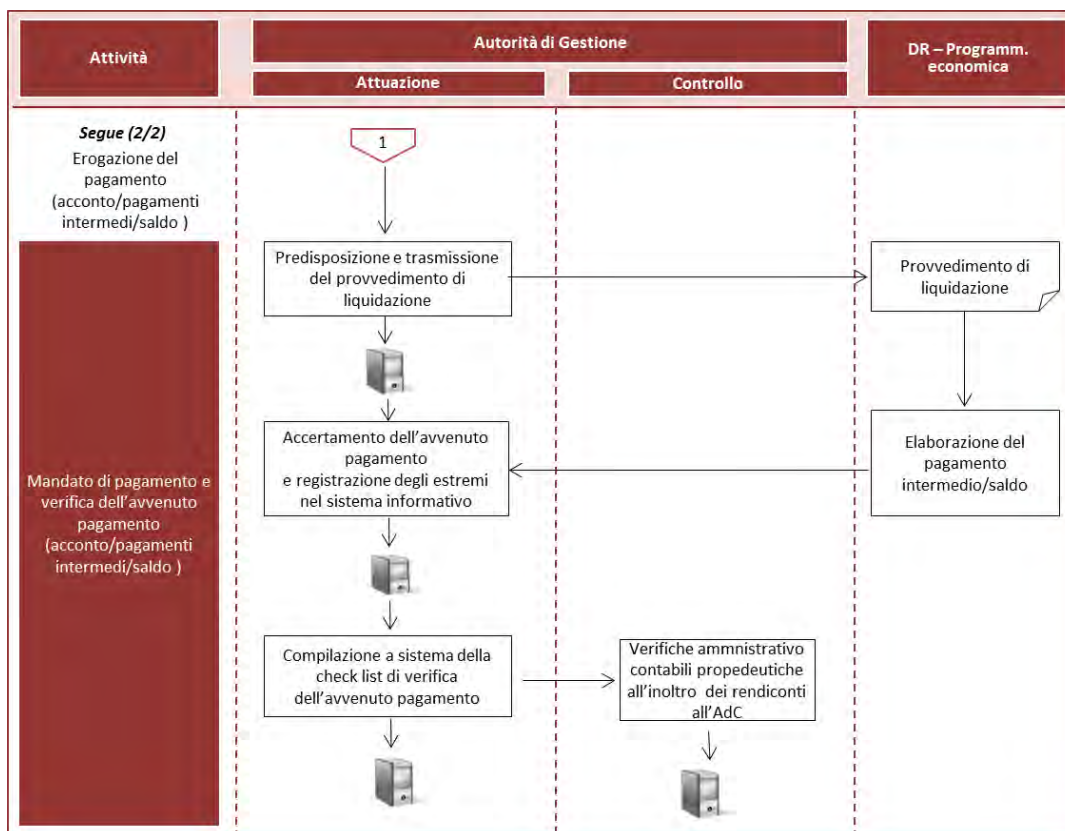 Attività
Autorità di Gestione
DR – Programm.
economica
Attuazione
Controllo
Segue (2/2)
Erogazione del
pagamento
(acconto/pagamenti
intermedi/saldo )
1
Predisposizione e trasmissione
del provvedimento di
liquidazione
Provvedimento di
liquidazione
Mandato di pagamento e
verifica dell'avvenuto
pagamento
(acconto/pagamenti
intermedi/saldo )
Accertamento dell'avvenuto
pagamento
e registrazione degli estremi
nel sistema informativo
Elaborazione del
pagamento
intermedio/saldo
Compilazione a sistema della
check list di verifica
dell'avvenuto pagamento
Verifiche ammnistrativo
contabili propedeutiche
all'inoltro dei rendiconti
all'AdC